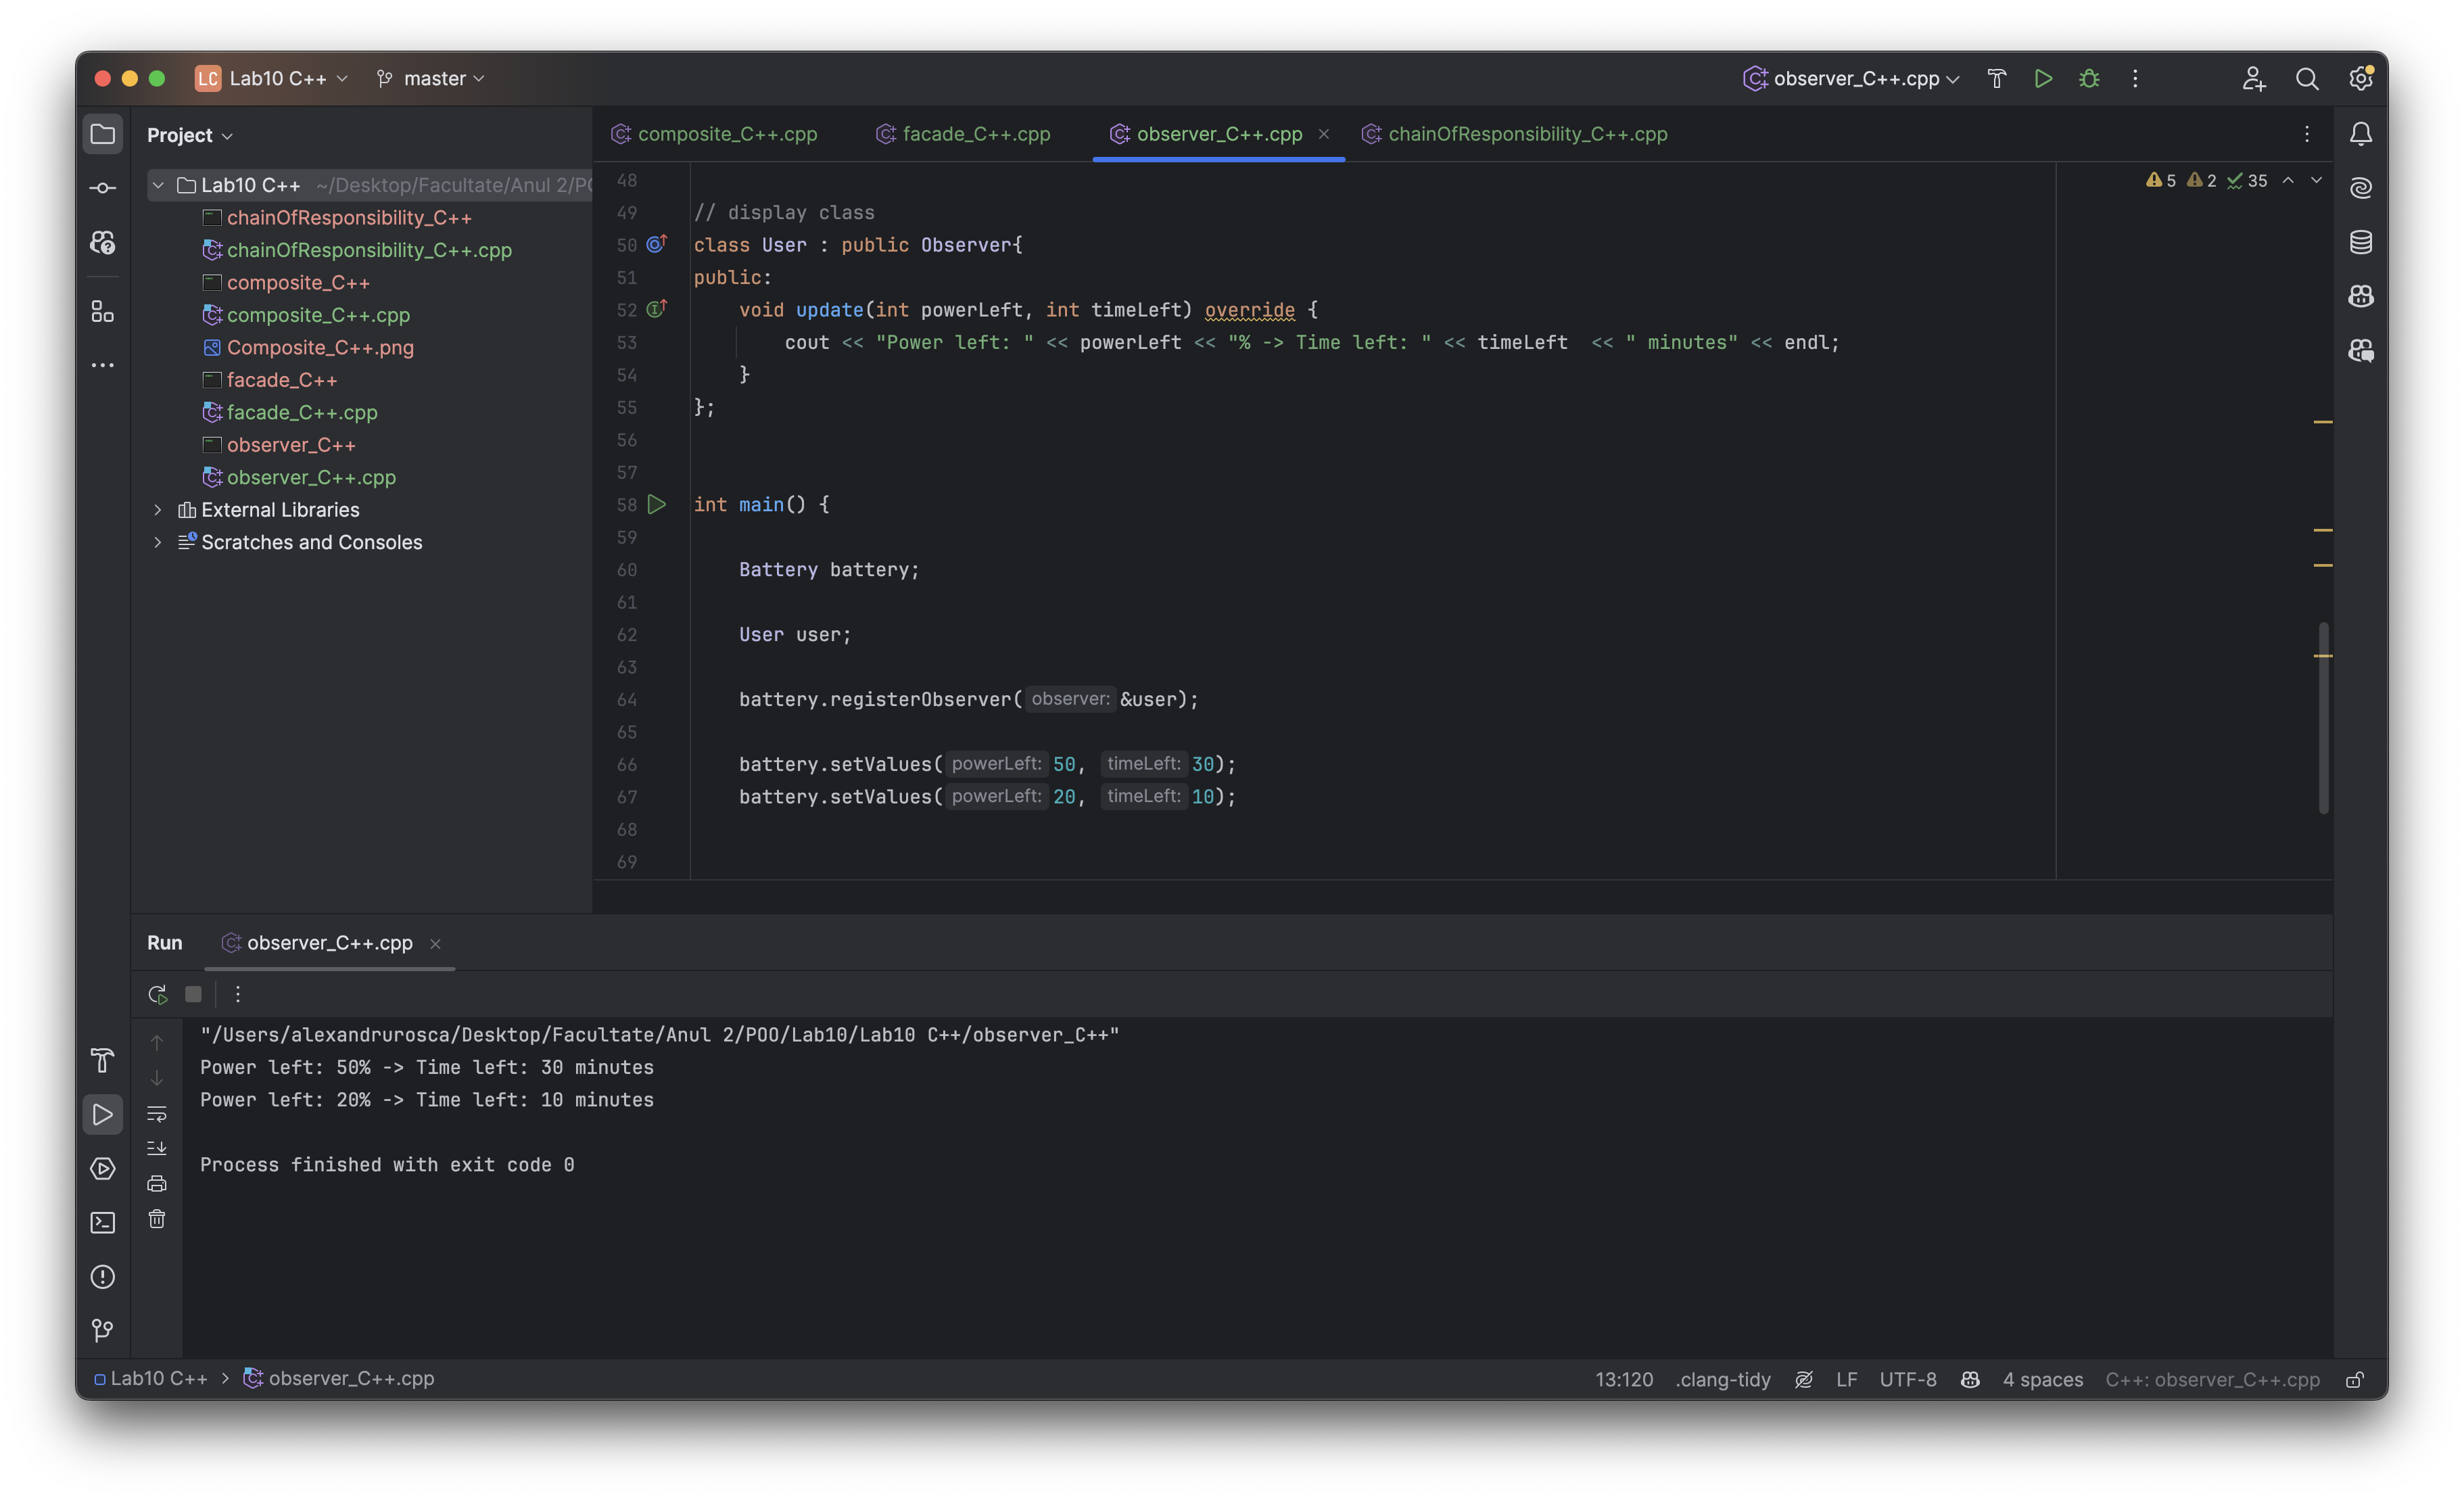 LC Lab10 C++ master observer_C++.cpp
Project
composite_C++.cpp facade_C++.cpp observer_C++.cpp chainOfResponsibility_C++.cpp
Lab10 C++ ~/Desktop/Facultate/Anul 2/PO
chainOfResponsibility_C++
chainOfResponsibility_C++.cpp
composite_C++
composite_C++.cpp
Composite_C++.png
facade_C++
facade_C++.cpp
observer_C++
observer_C++.cpp
External Libraries
Scratches and Consoles
5 2 35
48
49 // display class
50 class User : public Observer{
51 public:
52 void update(int powerLeft, int timeLeft) override {
53 cout << "Power left: " << powerLeft << "% -> Time left: " << timeLeft  << " minutes" << endl;
54 }
55 };
56
57
58 int main() {
59
60 Battery battery;
61
62 User user;
63
64 battery.registerObserver( observer: &user);
65
66 battery.setValues( powerLeft: 50, timeLeft: 30);
67 battery.setValues( powerLeft: 20, timeLeft: 10);
68
69
Run observer_C++.cpp
"/Users/alexandrurosca/Desktop/Facultate/Anul 2/POO/Lab10/Lab10 C++/observer_C++"
Power left: 50% -> Time left: 30 minutes
Power left: 20% -> Time left: 10 minutes
Process finished with exit code 0
Lab10 C++ > observer_C++.cpp 13:120 .clang-tidy LF UTF-8 4 spaces C++: observer_C++.cpp